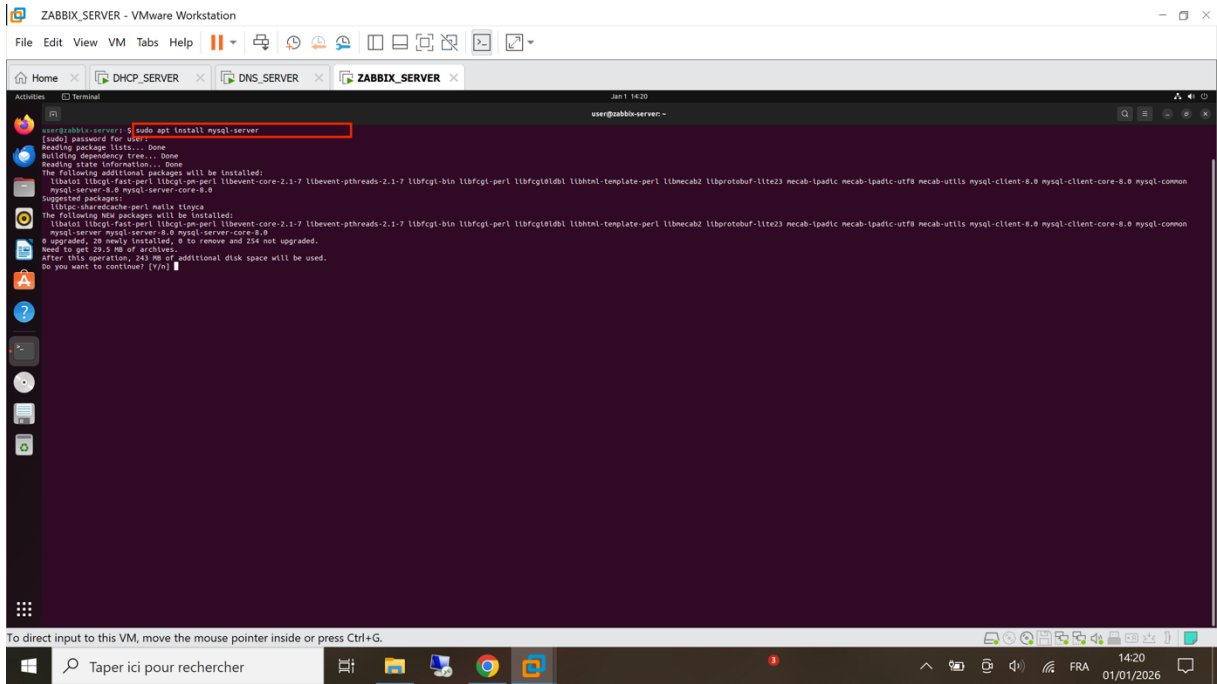 ZABBIX_SERVER - VMware Workstation
File Edit View VM Tabs Help
Home DHCP_SERVER DNS_SERVER ZABBIX_SERVER
Activities Terminal Jan 1 14:20
user@zabbix-server: ~
user@zabbix-server:~$ sudo apt install mysql-server
[sudo] password for user:
Reading package lists... Done
Building dependency tree... Done
Reading state information... Done
The following additional packages will be installed:
libaio1 libcgi-fast-perl libcgi-pm-perl libevent-core-2.1-7 libevent-pthreads-2.1-7 libfcgi-bin libfcgi-perl libfcgi0ldbl libhtml-template-perl libmecab2 libprotobuf-lite23 mecab-ipadic mecab-ipadic-utf8 mecab-utils mysql-client-8.0 mysql-client-core-8.0 mysql-common
mysql-server-8.0 mysql-server-core-8.0
Suggested packages:
libipc-sharedcache-perl mailx tinyca
The following NEW packages will be installed:
libaio1 libcgi-fast-perl libcgi-pm-perl libevent-core-2.1-7 libevent-pthreads-2.1-7 libfcgi-bin libfcgi-perl libfcgi0ldbl libhtml-template-perl libmecab2 libprotobuf-lite23 mecab-ipadic mecab-ipadic-utf8 mecab-utils mysql-client-8.0 mysql-client-core-8.0 mysql-common
mysql-server mysql-server-8.0 mysql-server-core-8.0
0 upgraded, 20 newly installed, 0 to remove and 254 not upgraded.
Need to get 29.5 MB of archives.
After this operation, 243 MB of additional disk space will be used.
Do you want to continue? [Y/n]
To direct input to this VM, move the mouse pointer inside or press Ctrl+G.
Taper ici pour rechercher
3
FRA
14:20
01/01/2026